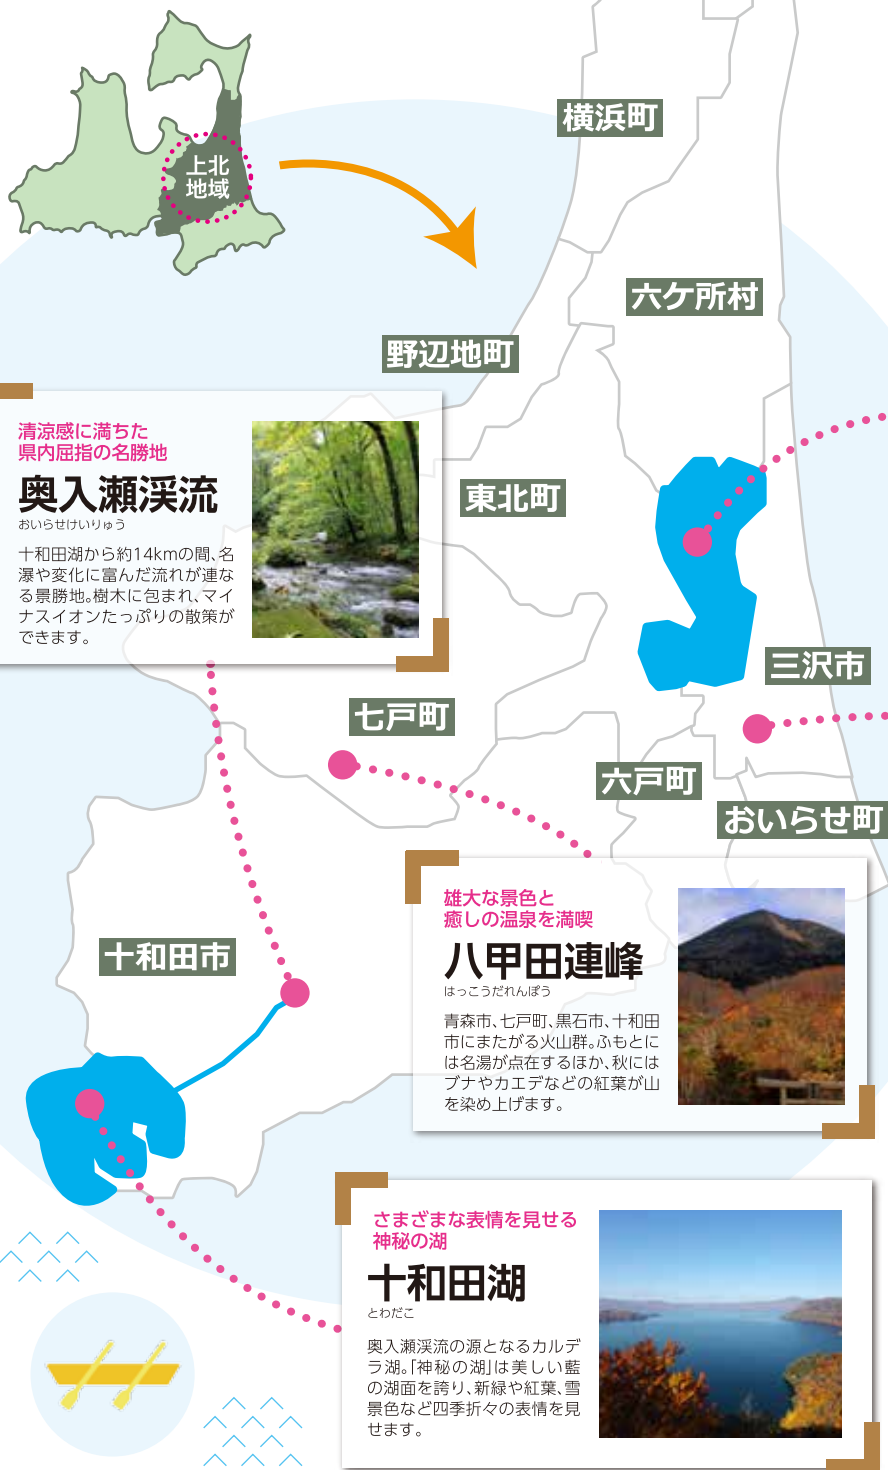 上北
地域
横浜町
六ケ所村
野辺地町
清涼感に満ちた
県内屈指の名勝地
奥入瀬渓流
おいらせけいりゅう
十和田湖から約14kmの間、名
瀑や変化に富んだ流れが連な
る景勝地。樹木に包まれ、マイ
ナスイオンたっぷりの散策が
できます。
東北町
三沢市
七戸町
六戸町
おいらせ町
雄大な景色と
癒しの温泉を満喫
八甲田連峰
はっこうだれんぽう
青森市、七戸町、黒石市、十和田
市にまたがる火山群。ふもとに
は名湯が点在するほか、秋には
ブナやカエデなどの紅葉が山
を染め上げます。
十和田市
さまざまな表情を見せる
神秘の湖
十和田湖
とわだこ
奥入瀬渓流の源となるカルデ
ラ湖。「神秘の湖」は美しい藍
の湖面を誇り、新緑や紅葉、雪
景色など四季折々の表情を見
せます。